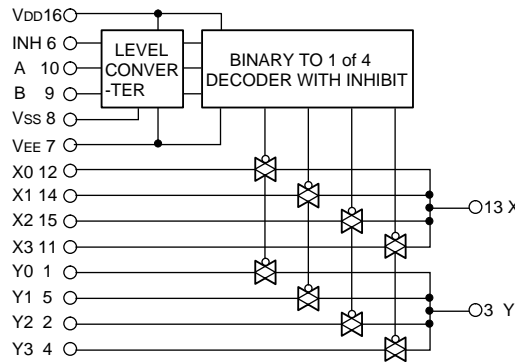 VDD16
INH 6
A 10
B 9
VSS 8
VEE 7
LEVEL
CONVER
-TER
BINARY TO 1 of 4
DECODER WITH INHIBIT
X0 12
X1 14
X2 15
X3 11
Y0 1
Y1 5
Y2 2
Y3 4
13 X
3 Y